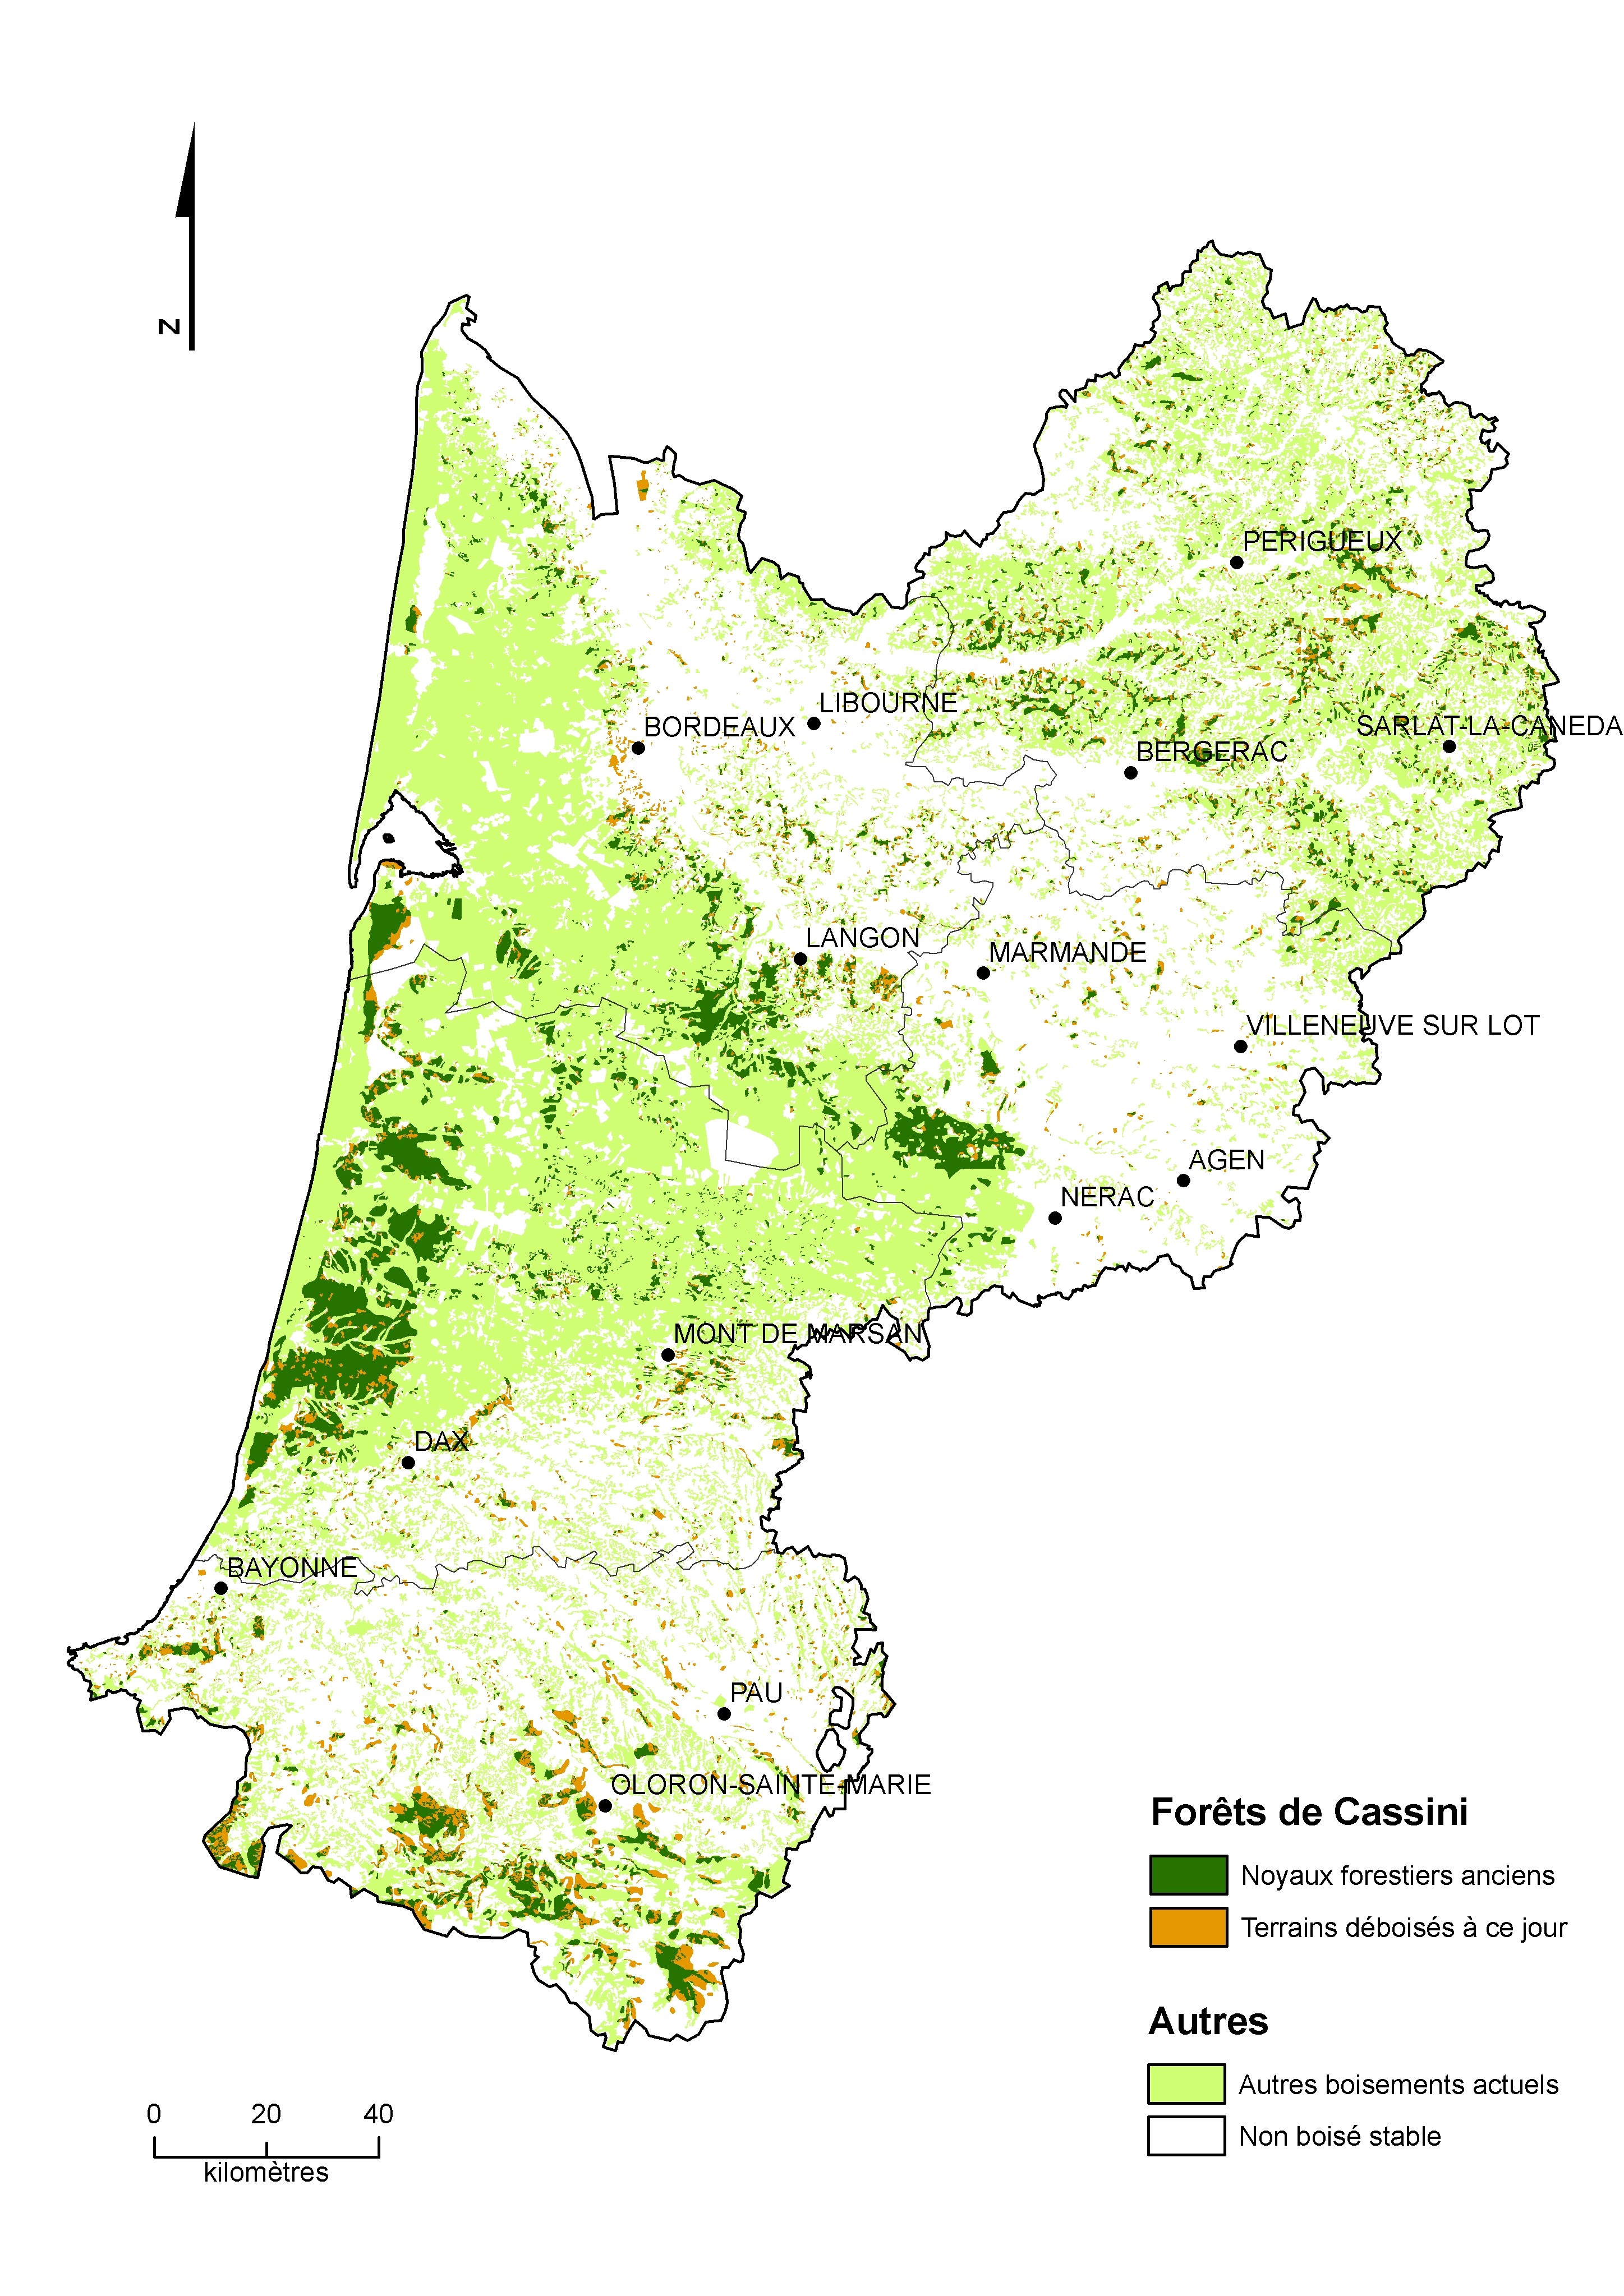 Z
PERIGUEUX
LIBOURNE
BORDEAUX
SARLAT-LA-CANEDA
BERGERAC
LANGON
MARMANDE
VILLENEUVE SUR LOT
AGEN
NERAC
MONT DE MARSAN
DAX
BAYONNE
PAU
OLORON-SAINTE-MARIE
Forêts de Cassini
Noyaux forestiers anciens
Terrains déboisés à ce jour
Autres
Autres boisements actuels
Non boisé stable
0 20 40
kilomètres